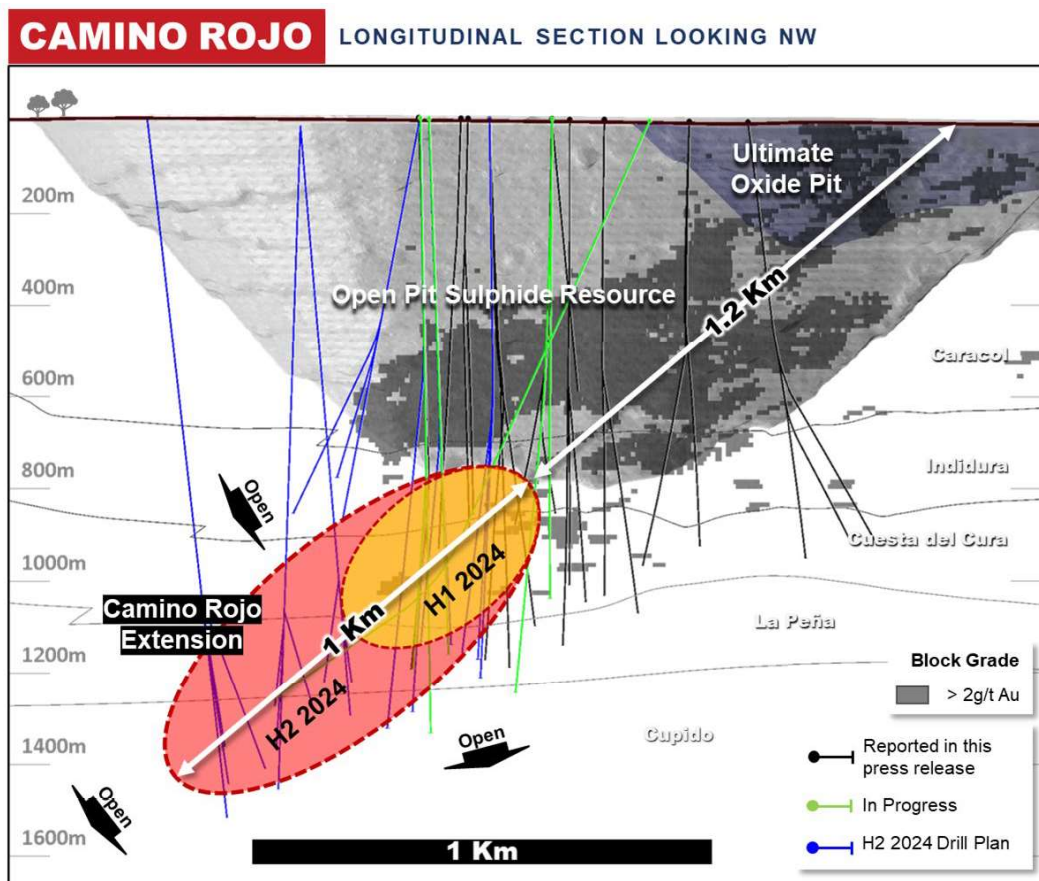 CAMINO ROJO LONGITUDINAL SECTION LOOKING NW
Ultimate
Oxide Pit
200m
Open Pit Sulphide Resource
1.2 Km
400m
Caracol
600m
Indidura
800m
Open
Cuesta del Cura
1000m
H1 2024
Camino Rojo
Extension
1 Km
La Peña
1200m
H2 2024
Block Grade
> 2g/t Au
Cupido
Open
1400m
Open
Reported in this
press release
In Progress
H2 2024 Drill Plan
1600m
1 Km